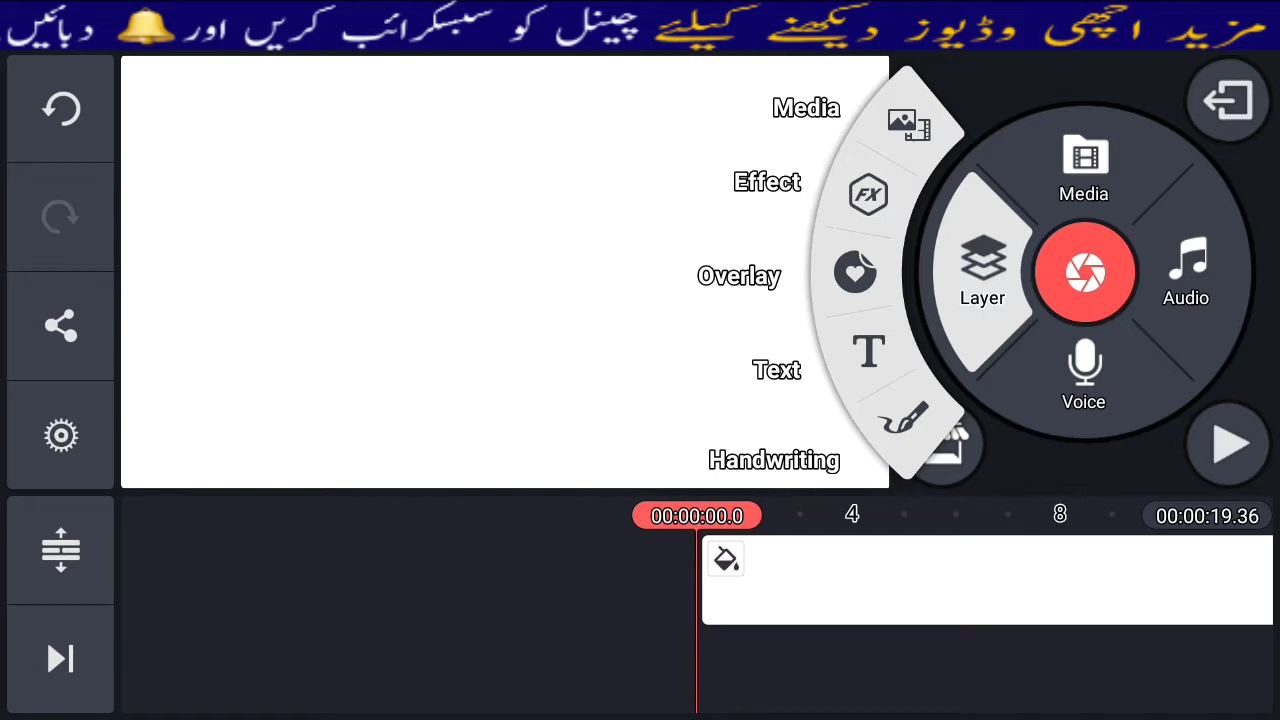 مزید اچھی وڈیوز دیکھنے کیلئے چینل کو سبسکرائب کریں اور دبائیں
Media
Effect
Overlay
Text
Handwriting
FX
T
Media
Layer
Audio
Voice
00:00:00.0
4
8
00:00:19.36